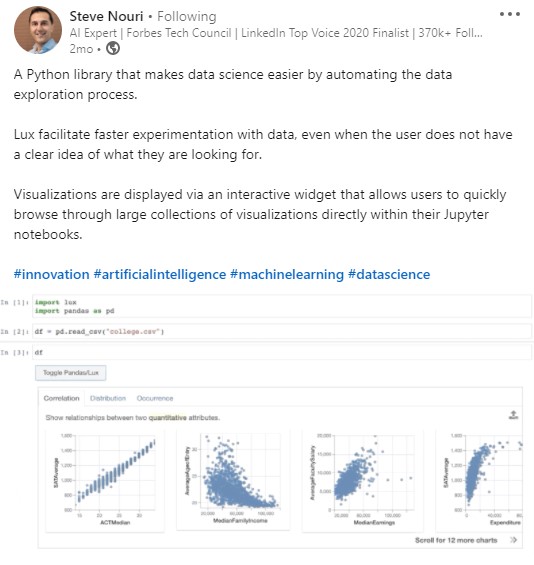 Steve Nouri • Following
AI Expert | Forbes Tech Council | LinkedIn Top Voice 2020 Finalist | 370k+ Foll...
2mo •
A Python library that makes data science easier by automating the data
exploration process.
Lux facilitate faster experimentation with data, even when the user does not have
a clear idea of what they are looking for.
Visualizations are displayed via an interactive widget that allows users to quickly
browse through large collections of visualizations directly within their Jupyter
notebooks.
#innovation #artificialintelligence #machinelearning #datascience
In [1]: import lux
import pandas as pd
In [2]: df = pd.read_csv("college.csv")
In [3]: df
Toggle Pandas/Lux
Correlation Distribution Occurrence
Show relationships between two quantitative attributes.
SATAverage
ACTMedian
AverageAgeofEntry
MedianFamilyIncome
AverageFacultySalary
MedianEarnings
SATAverage
Expenditure
Scroll for 12 more charts